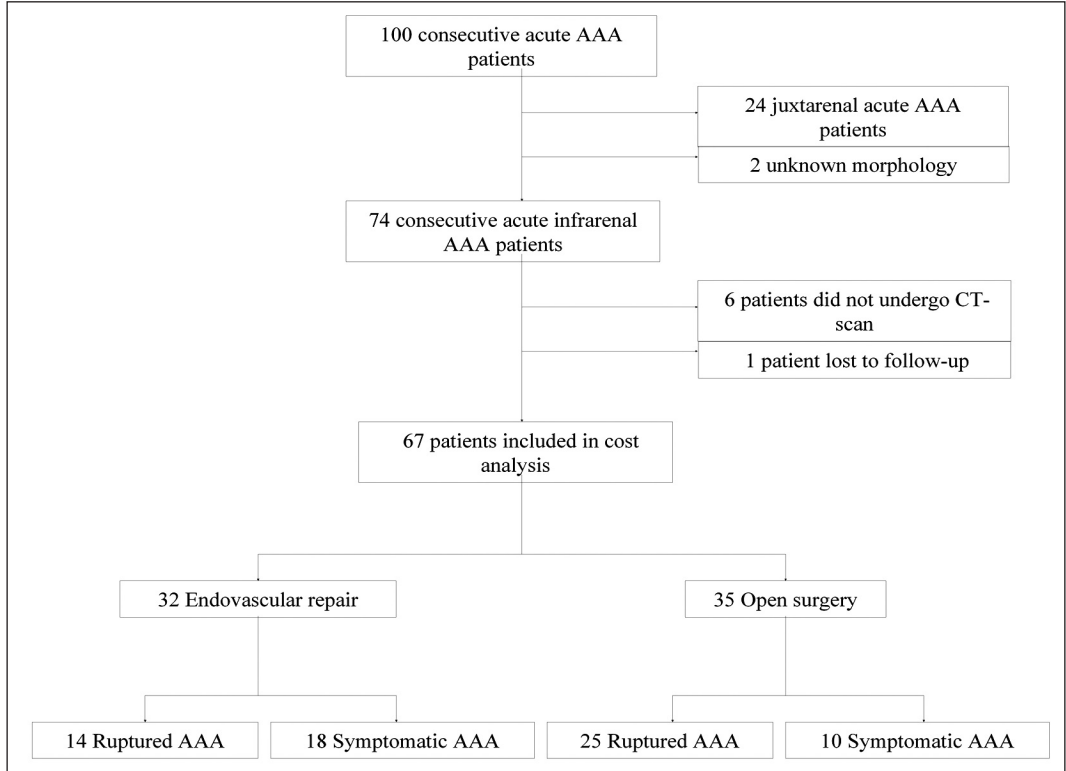 100 consecutive acute AAA
patients
24 juxtarenal acute AAA
patients
2 unknown morphology
74 consecutive acute infrarenal
AAA patients
6 patients did not undergo CT-
scan
1 patient lost to follow-up
67 patients included in cost
analysis
32 Endovascular repair
35 Open surgery
14 Ruptured AAA
18 Symptomatic AAA
25 Ruptured AAA
10 Symptomatic AAA